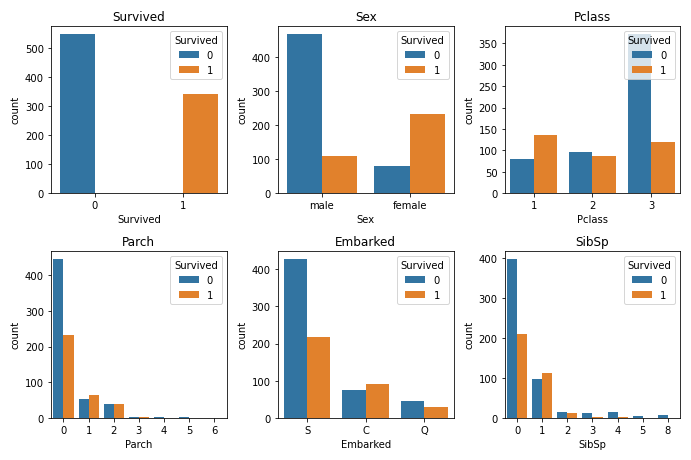 Survived Sex Pclass
500 400 300 200 100 0
count
Survived
0
1
0 1
Survived
400 300 200 100 0
count
Survived
0
1
male female
Sex
350 300 250 200 150 100 50 0
count
Survived
0
1
1 2 3
Pclass
Parch Embarked SibSp
400 300 200 100 0
count
Survived
0
1
0 1 2 3 4 5 6
Parch
400 300 200 100 0
count
Survived
0
1
S C Q
Embarked
400 300 200 100 0
count
Survived
0
1
0 1 2 3 4 5 8
SibSp